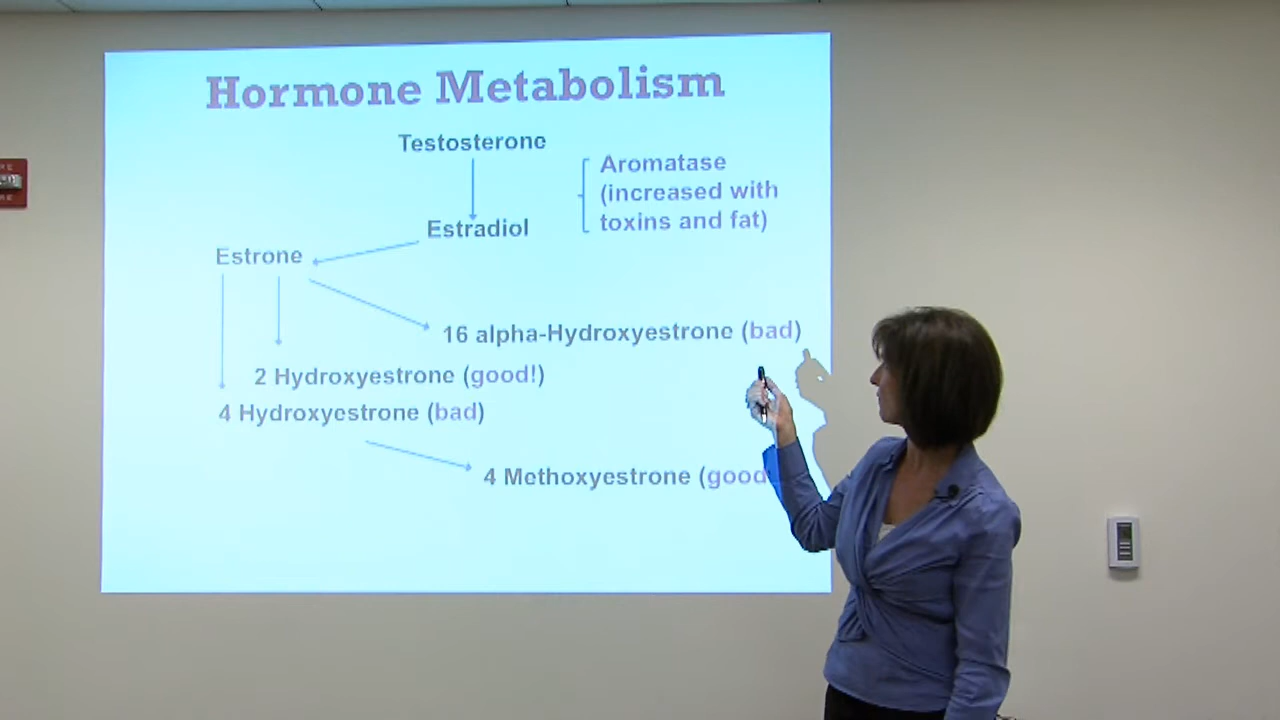 Hormone Metabolism
Testosterone
Aromatase
(increased with
toxins and fat)
Estradiol
Estrone
16 alpha-Hydroxyestrone (bad)
2 Hydroxyestrone (good!)
4 Hydroxyestrone (bad)
4 Methoxyestrone (good